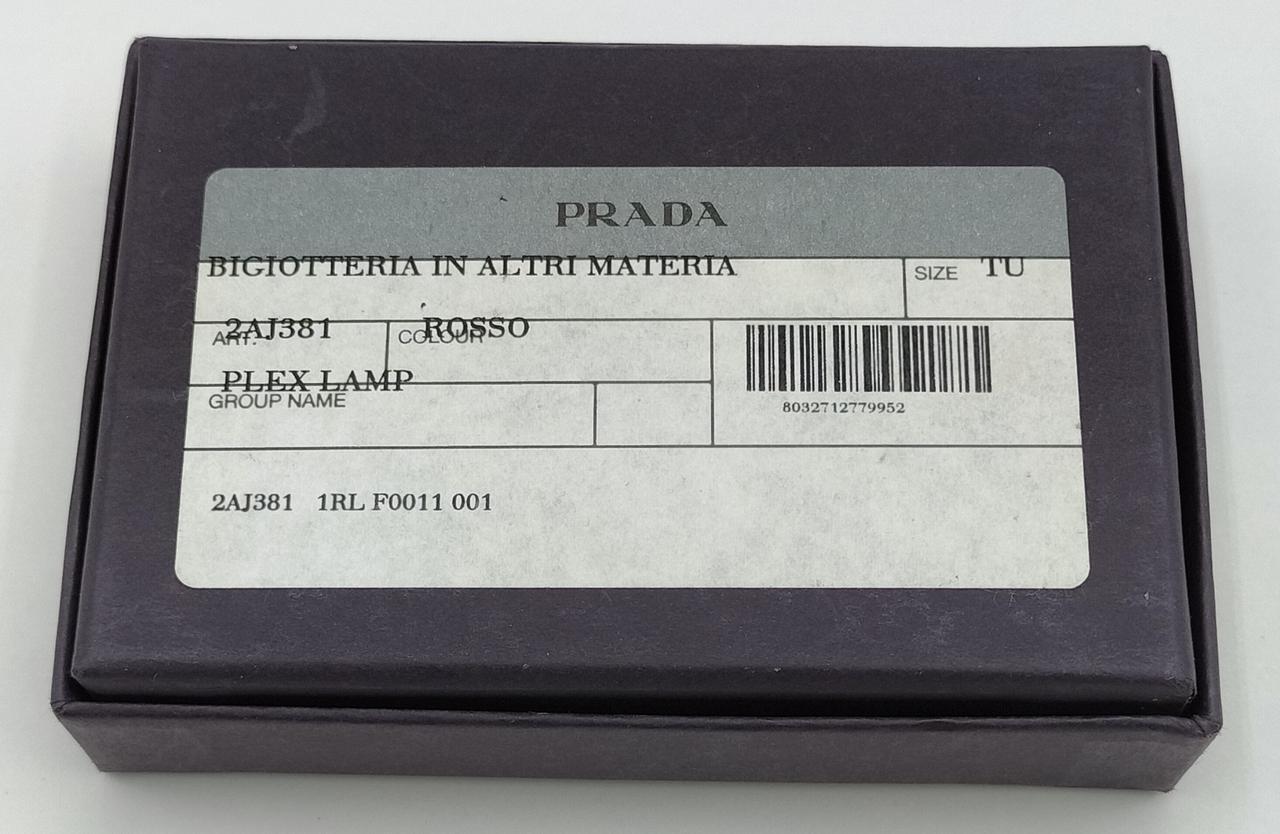 PRADA
BIGIOTTERIA IN ALTRI MATERIA SIZE TU
2AJ381 ROSSO
ART. COLOUR
PLEX LAMP
GROUP NAME
8032712779952
2AJ381 1RL F0011 001